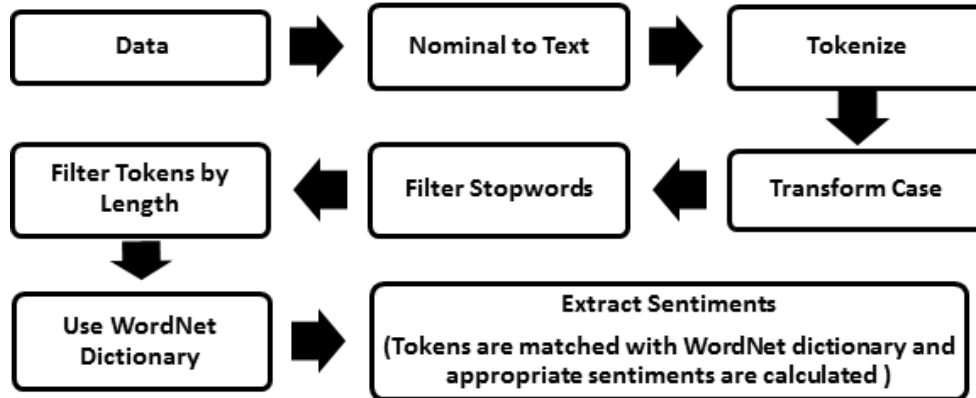 Data
Nominal to Text
Tokenize
Transform Case
Filter Stopwords
Filter Tokens by
Length
Use WordNet
Dictionary
Extract Sentiments
(Tokens are matched with WordNet dictionary and
appropriate sentiments are calculated )